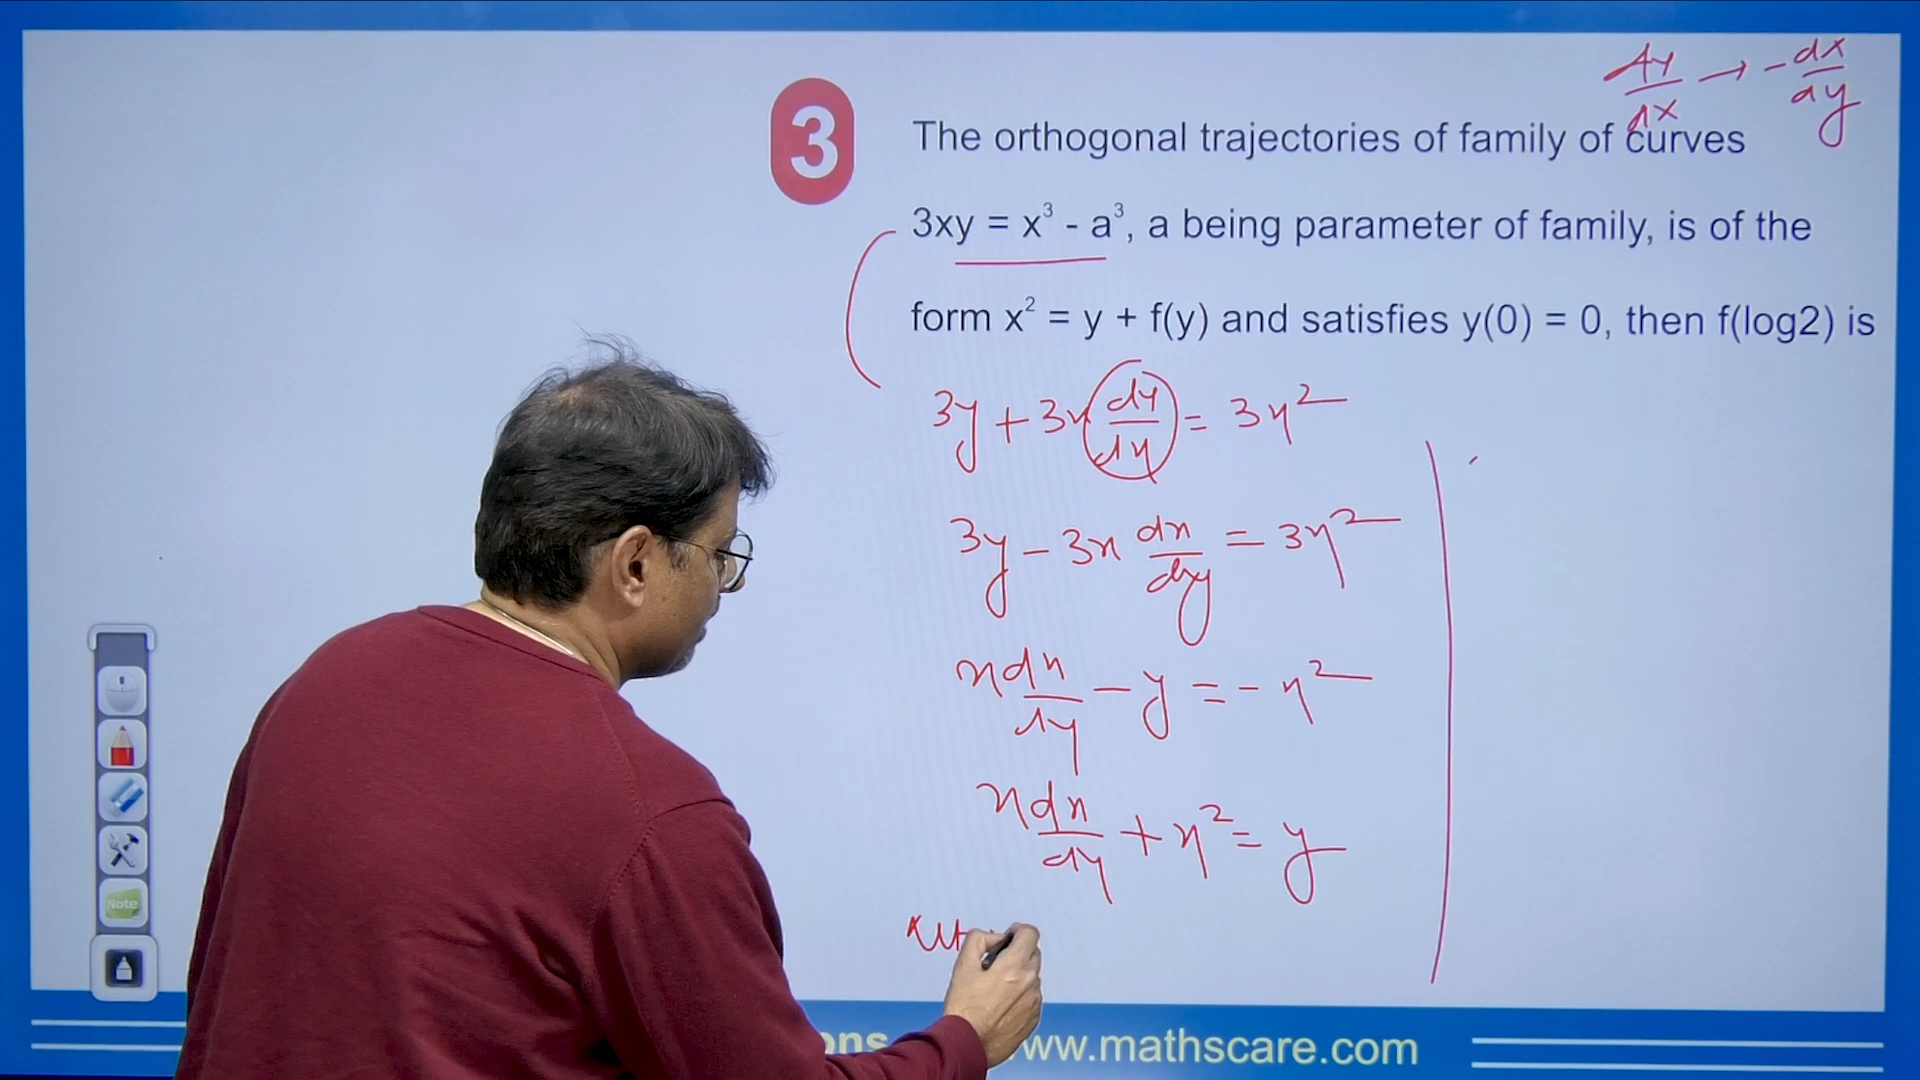 dy/dx → -dx/dy
3 The orthogonal trajectories of family of curves
3xy = x³ - a³, a being parameter of family, is of the
form x² = y + f(y) and satisfies y(0) = 0, then f(log2) is
3y + 3x dy/dx = 3x²
3y - 3x dx/dy = 3x²
x dx/dy - y = -x²
x dx/dy + x² = y
Note
ons
www.mathscare.com